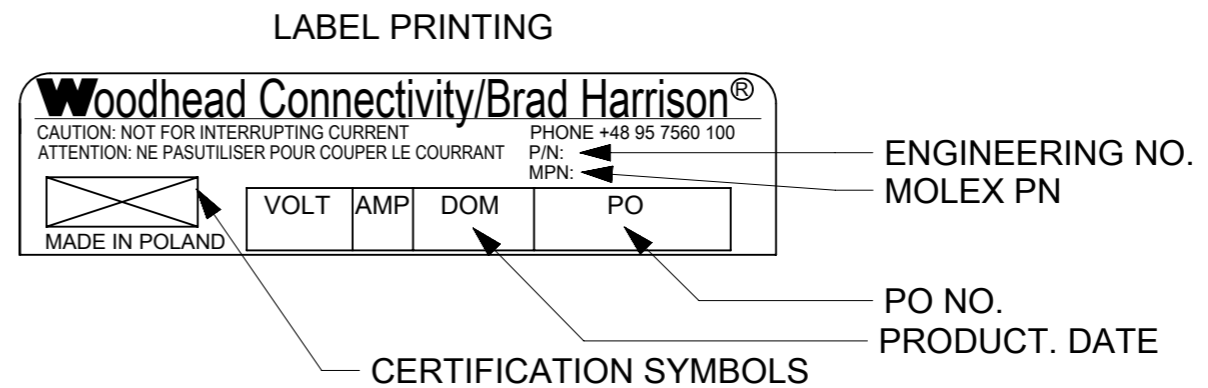 LABEL PRINTING
Woodhead Connectivity/Brad Harrison®
CAUTION: NOT FOR INTERRUPTING CURRENT
ATTENTION: NE PASUTILISER POUR COUPER LE COURRANT
PHONE +48 95 7560 100
P/N:
MPN:
ENGINEERING NO.
MOLEX PN
VOLT AMP DOM PO
MADE IN POLAND
PO NO.
PRODUCT. DATE
CERTIFICATION SYMBOLS